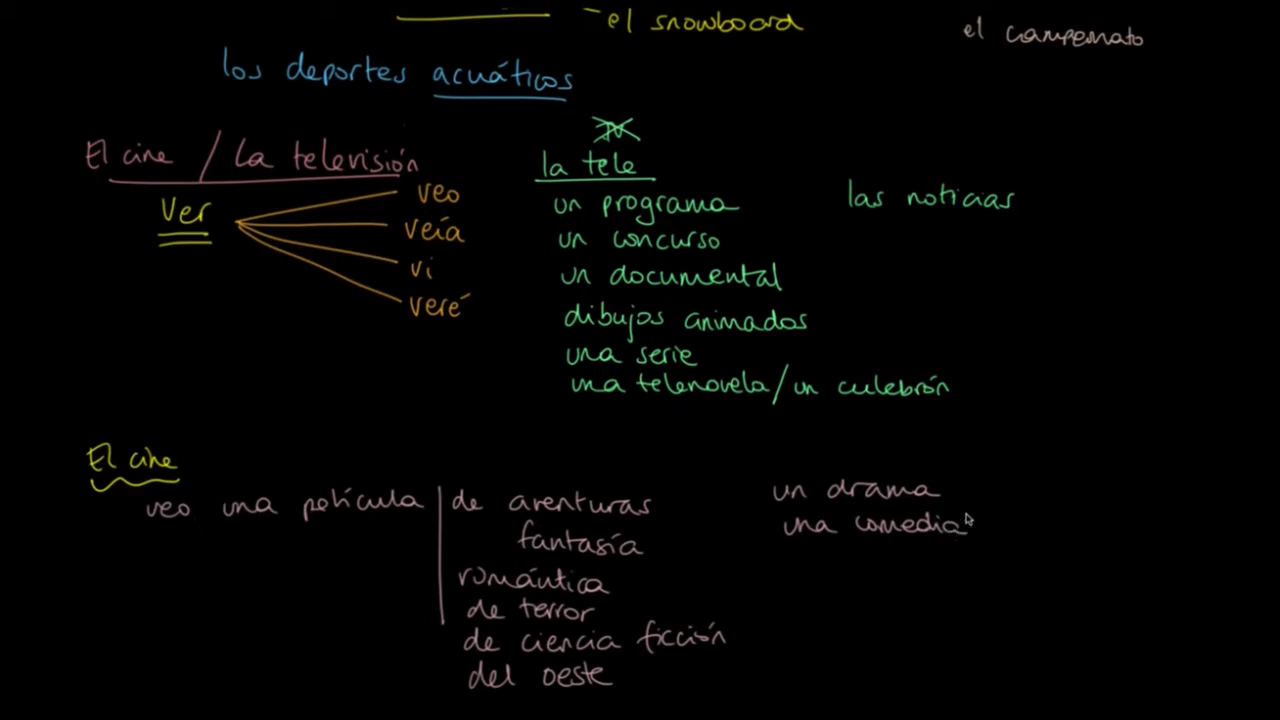 - el snowboard
el campeonato
los deportes acuáticos
El cine / La televisión
TV
la tele
Ver
veo
veía
vi
veré
un programa
un concurso
un documental
dibujos animados
una serie
una telenovela/un culebrón
las noticias
El cine
veo una película
de aventuras
fantasía
romántica
de terror
de ciencia ficción
del oeste
un drama
una comedia